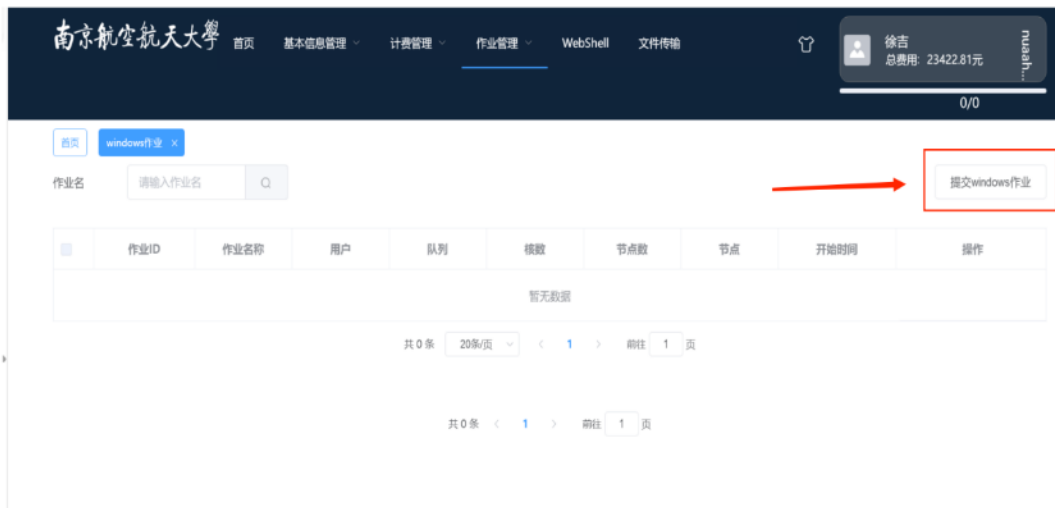 南京航空航天大學 首页 基本信息管理 计费管理 作业管理 WebShell 文件传输
徐吉
总费用: 23422.81元
nuaah...
0/0
首页 windows作业 ×
作业名 请输入作业名 提交windows作业
作业ID 作业名称 用户 队列 核数 节点数 节点 开始时间 操作
暂无数据
共 0 条 20条/页 1 前往 1 页
共 0 条 1 前往 1 页